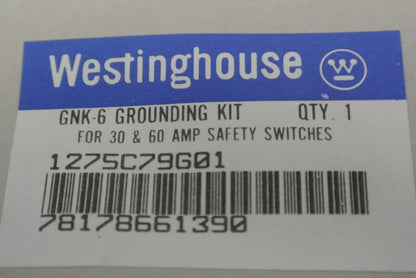 Westinghouse W
GNK-6 GROUNDING KIT QTY. 1
FOR 30 & 60 AMP SAFETY SWITCHES
1275C79G01
78178661390